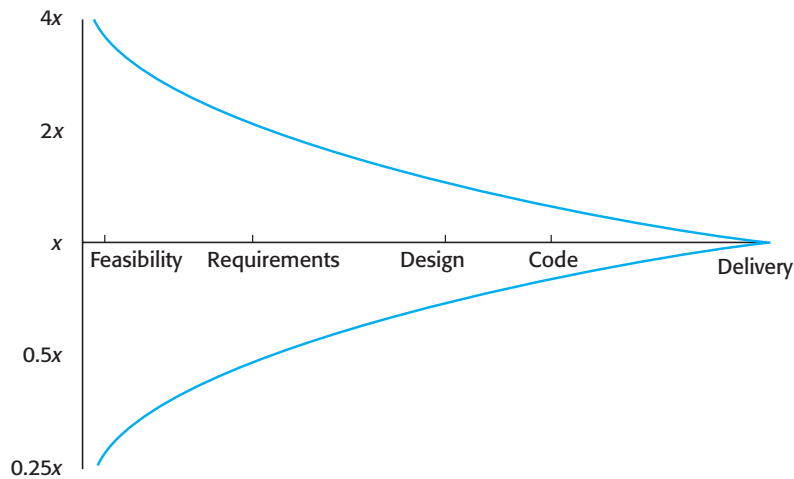 4x
2x
x
Feasibility Requirements Design Code Delivery
0.5x
0.25x